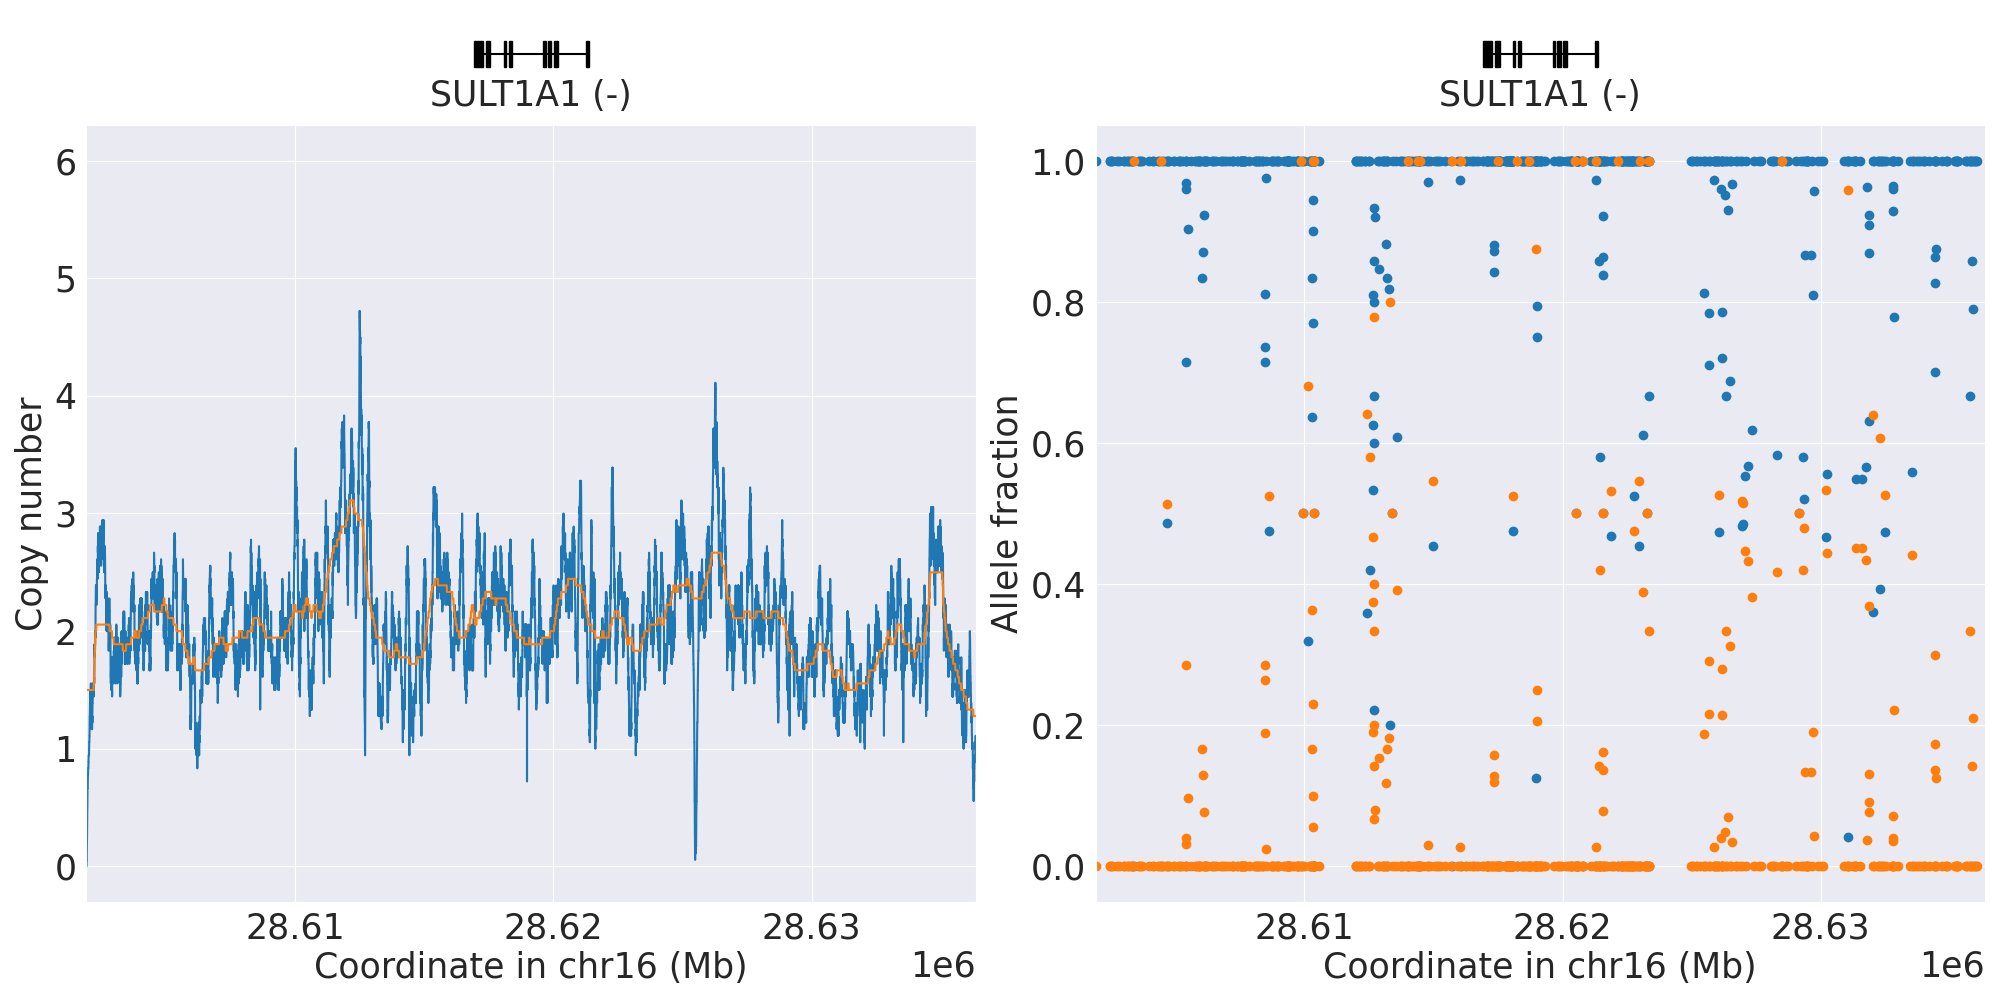 SULT1A1 (-)
Copy number
6
5
4
3
2
1
0
28.61
28.62
28.63
Coordinate in chr16 (Mb)
1e6
SULT1A1 (-)
Allele fraction
1.0
0.8
0.6
0.4
0.2
0.0
28.61
28.62
28.63
Coordinate in chr16 (Mb)
1e6